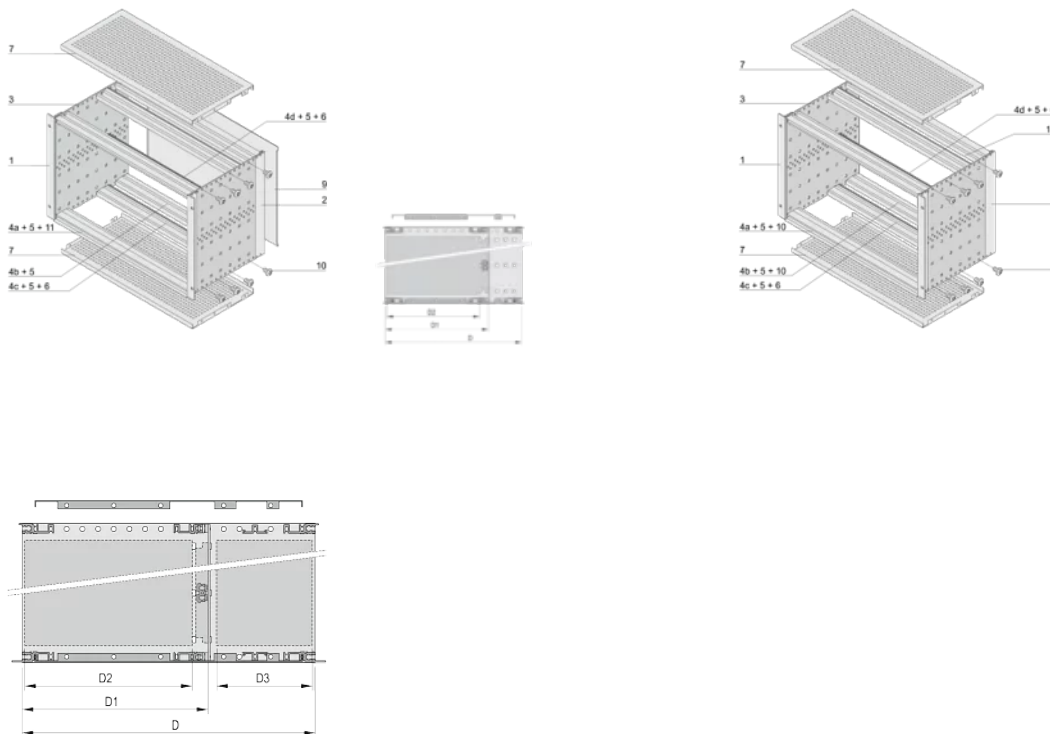 7
3
4d + 5 + 6
1
9
2
4a + 5 + 11
7
4b + 5
10
4c + 5 + 6
D2
D1
D
7
3
4d + 5 +
1
1
4a + 5 + 10
7
4b + 5 + 10
4c + 5 + 6
D2
D3
D1
D